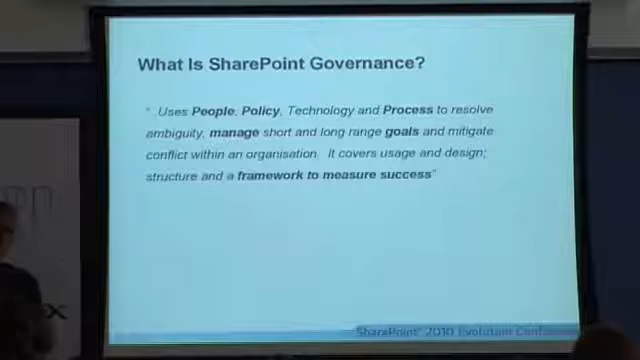 What Is SharePoint Governance?
“ .Uses People, Policy, Technology and Process to resolve
ambiguity, manage short and long range goals and mitigate
conflict within an organisation. It covers usage and design;
structure and a framework to measure success”
SharePoint 2010 Evolution